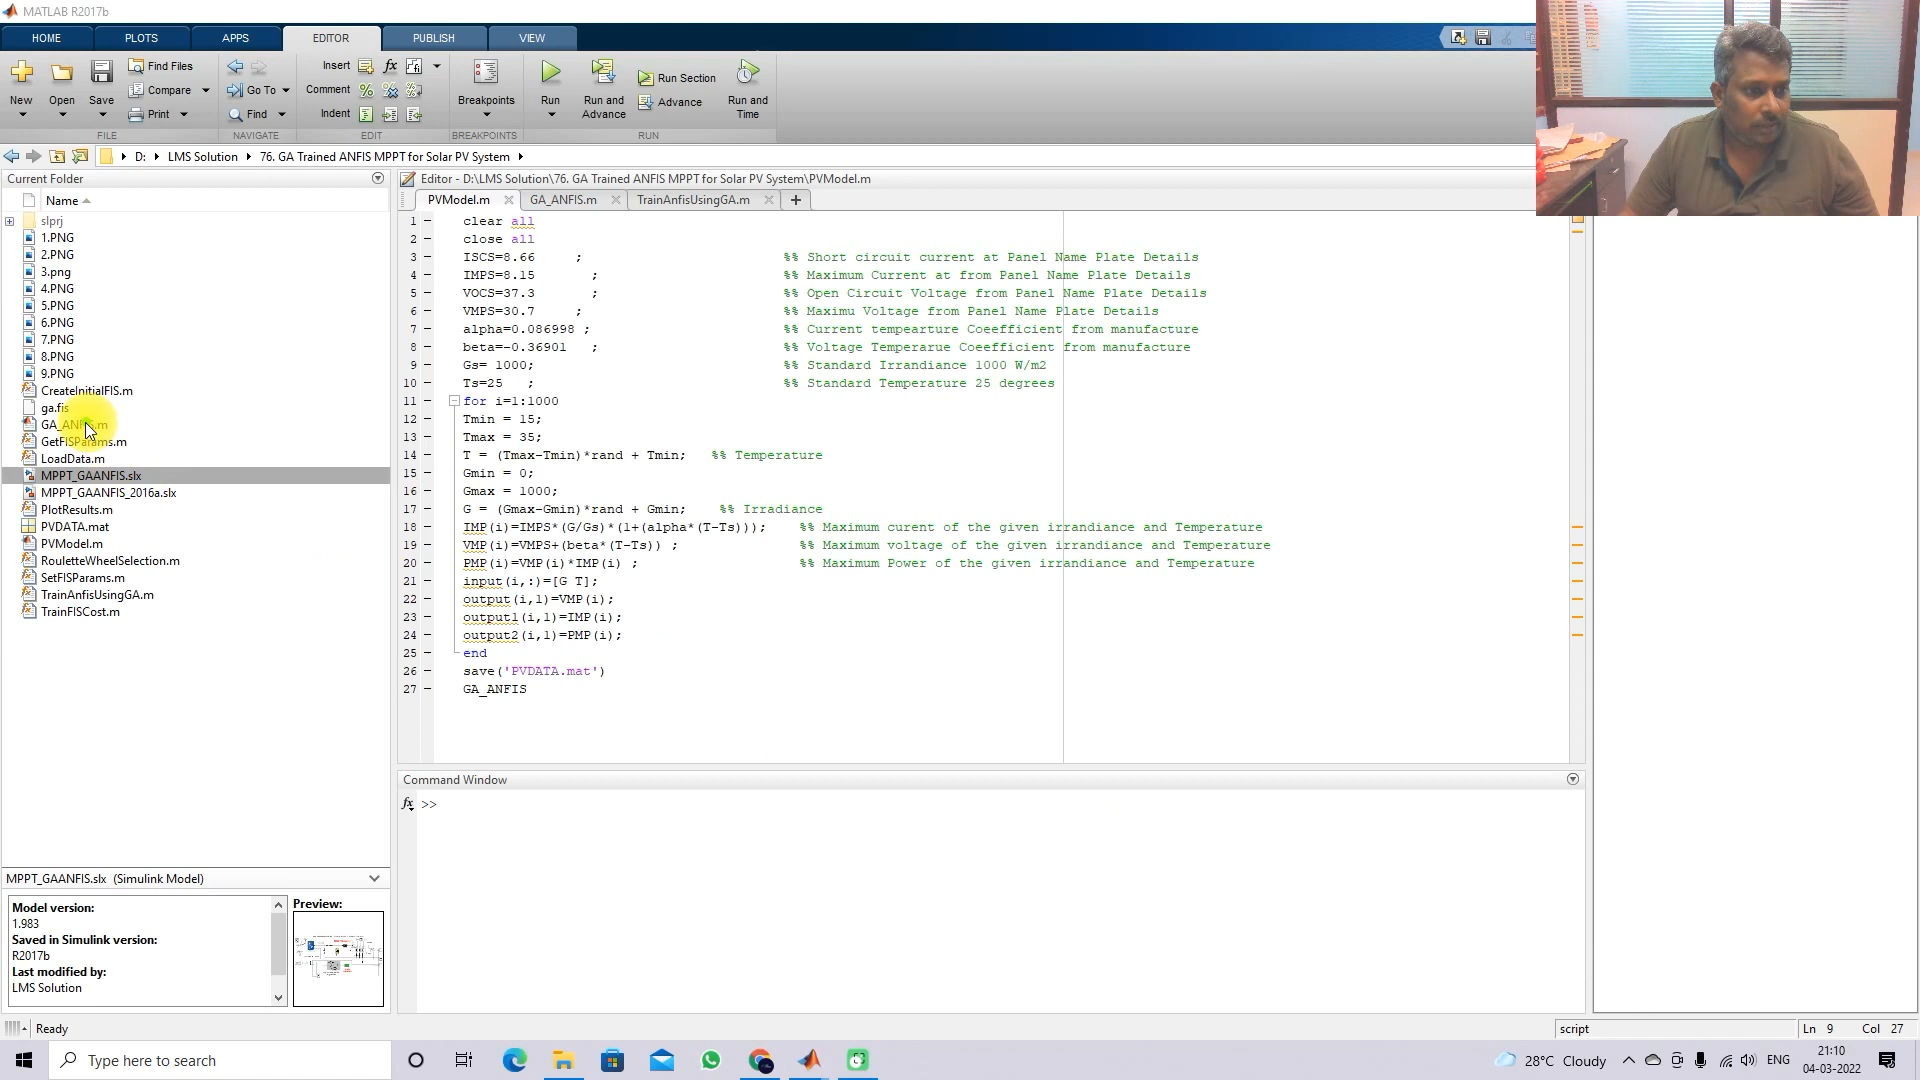 MATLAB R2017b
HOME PLOTS APPS EDITOR PUBLISH VIEW
New Open Save Find Files Compare Print
FILE
Go To Find
NAVIGATE
Insert fx
Comment
Indent
EDIT
Breakpoints
BREAKPOINTS
Run Run and Advance Run Section Advance Run and Time
RUN
D: LMS Solution 76. GA Trained ANFIS MPPT for Solar PV System
Current Folder
Name
slprj
1.PNG
2.PNG
3.png
4.PNG
5.PNG
6.PNG
7.PNG
8.PNG
9.PNG
CreateInitialFIS.m
ga.fis
GA_ANFIS.m
GetFISParams.m
LoadData.m
MPPT_GAANFIS.slx
MPPT_GAANFIS_2016a.slx
PlotResults.m
PVDATA.mat
PVModel.m
RouletteWheelSelection.m
SetFISParams.m
TrainAnfisUsingGA.m
TrainFISCost.m
MPPT_GAANFIS.slx (Simulink Model)
Model version:
1.983
Saved in Simulink version:
R2017b
Last modified by:
LMS Solution
Preview:
Editor - D:\LMS Solution\76. GA Trained ANFIS MPPT for Solar PV System\PVModel.m
PVModel.m GA_ANFIS.m TrainAnfisUsingGA.m
1 clear all
2 close all
3 ISCS=8.66 ; %% Short circuit current at Panel Name Plate Details
4 IMPS=8.15 ; %% Maximum Current at from Panel Name Plate Details
5 VOCS=37.3 ; %% Open Circuit Voltage from Panel Name Plate Details
6 VMPS=30.7 ; %% Maximu Voltage from Panel Name Plate Details
7 alpha=0.086998 ; %% Current tempearture Coeefficient from manufacture
8 beta=-0.36901 ; %% Voltage Temperarue Coeefficient from manufacture
9 Gs= 1000; %% Standard Irrandiance 1000 W/m2
10 Ts=25 ; %% Standard Temperature 25 degrees
11 for i=1:1000
12 Tmin = 15;
13 Tmax = 35;
14 T = (Tmax-Tmin)*rand + Tmin; %% Temperature
15 Gmin = 0;
16 Gmax = 1000;
17 G = (Gmax-Gmin)*rand + Gmin; %% Irradiance
18 IMP(i)=IMPS*(G/Gs)*(1+(alpha*(T-Ts))); %% Maximum curent of the given irrandiance and Temperature
19 VMP(i)=VMPS+(beta*(T-Ts)) ; %% Maximum voltage of the given irrandiance and Temperature
20 PMP(i)=VMP(i)*IMP(i) ; %% Maximum Power of the given irrandiance and Temperature
21 input(i,:)=[G T];
22 output(i,1)=VMP(i);
23 output1(i,1)=IMP(i);
24 output2(i,1)=PMP(i);
25 end
26 save('PVDATA.mat')
27 GA_ANFIS
Command Window
fx >>
Ready
script Ln 9 Col 27
Type here to search
28°C Cloudy ENG
21:10
04-03-2022